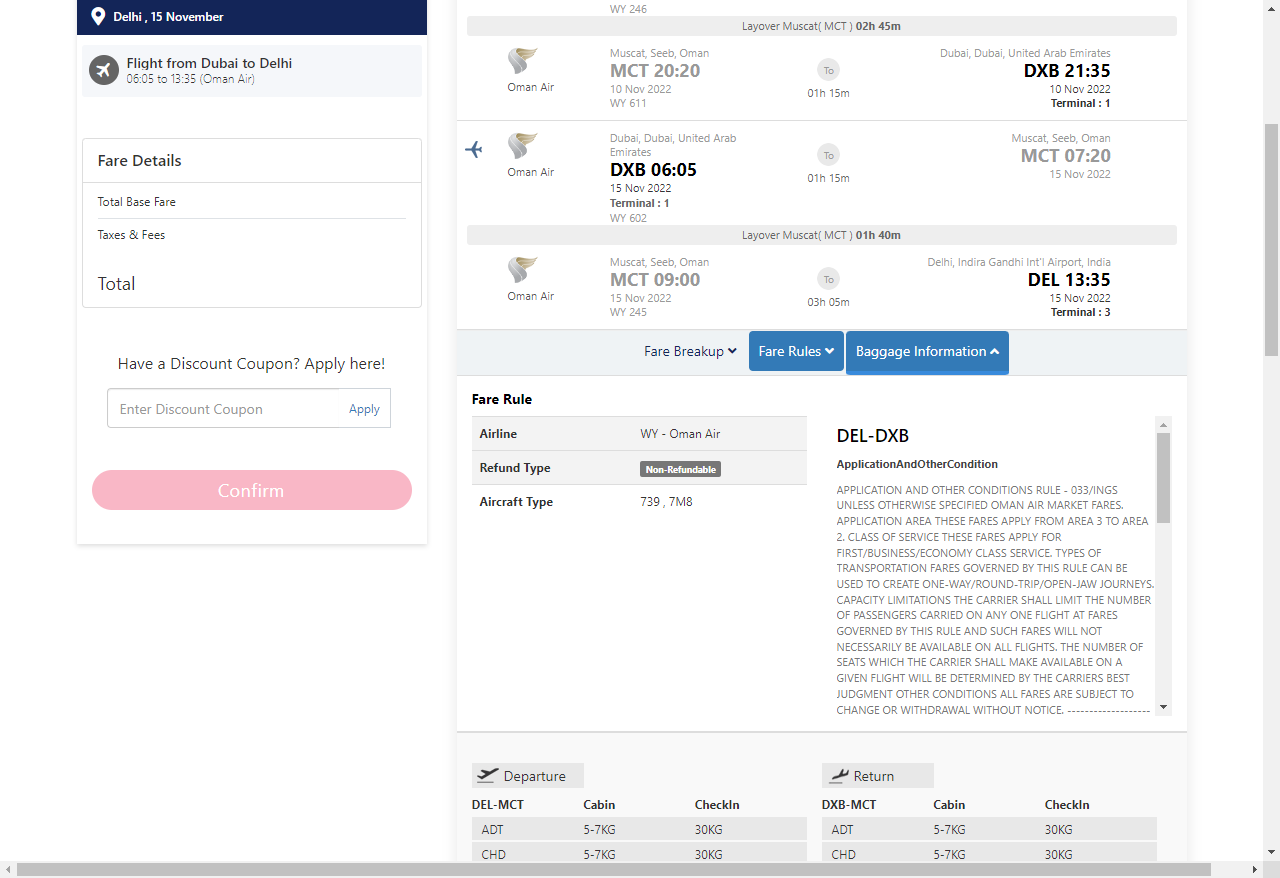 Delhi , 15 November
Flight from Dubai to Delhi
06:05 to 13:35 (Oman Air)
Fare Details
Total Base Fare
Taxes & Fees
Total
Have a Discount Coupon? Apply here!
Enter Discount Coupon
Apply
Confirm
WY 246
Layover Muscat( MCT ) 02h 45m
Oman Air
Muscat, Seeb, Oman
MCT 20:20
10 Nov 2022
WY 611
To
01h 15m
Dubai, Dubai, United Arab Emirates
DXB 21:35
10 Nov 2022
Terminal : 1
Oman Air
Dubai, Dubai, United Arab
Emirates
DXB 06:05
15 Nov 2022
Terminal : 1
WY 602
To
01h 15m
Muscat, Seeb, Oman
MCT 07:20
15 Nov 2022
Layover Muscat( MCT ) 01h 40m
Oman Air
Muscat, Seeb, Oman
MCT 09:00
15 Nov 2022
WY 245
To
03h 05m
Delhi, Indira Gandhi Int'l Airport, India
DEL 13:35
15 Nov 2022
Terminal : 3
Fare Breakup
Fare Rules
Baggage Information
Fare Rule
Airline WY - Oman Air
Refund Type Non-Refundable
Aircraft Type 739 , 7M8
DEL-DXB
ApplicationAndOtherCondition
APPLICATION AND OTHER CONDITIONS RULE - 033/INGS
UNLESS OTHERWISE SPECIFIED OMAN AIR MARKET FARES.
APPLICATION AREA THESE FARES APPLY FROM AREA 3 TO AREA
2. CLASS OF SERVICE THESE FARES APPLY FOR
FIRST/BUSINESS/ECONOMY CLASS SERVICE. TYPES OF
TRANSPORTATION FARES GOVERNED BY THIS RULE CAN BE
USED TO CREATE ONE-WAY/ROUND-TRIP/OPEN-JAW JOURNEYS.
CAPACITY LIMITATIONS THE CARRIER SHALL LIMIT THE NUMBER
OF PASSENGERS CARRIED ON ANY ONE FLIGHT AT FARES
GOVERNED BY THIS RULE AND SUCH FARES WILL NOT
NECESSARILY BE AVAILABLE ON ALL FLIGHTS. THE NUMBER OF
SEATS WHICH THE CARRIER SHALL MAKE AVAILABLE ON A
GIVEN FLIGHT WILL BE DETERMINED BY THE CARRIERS BEST
JUDGMENT OTHER CONDITIONS ALL FARES ARE SUBJECT TO
CHANGE OR WITHDRAWAL WITHOUT NOTICE. -------------------
Departure
DEL-MCT Cabin CheckIn
ADT 5-7KG 30KG
CHD 5-7KG 30KG
Return
DXB-MCT Cabin CheckIn
ADT 5-7KG 30KG
CHD 5-7KG 30KG